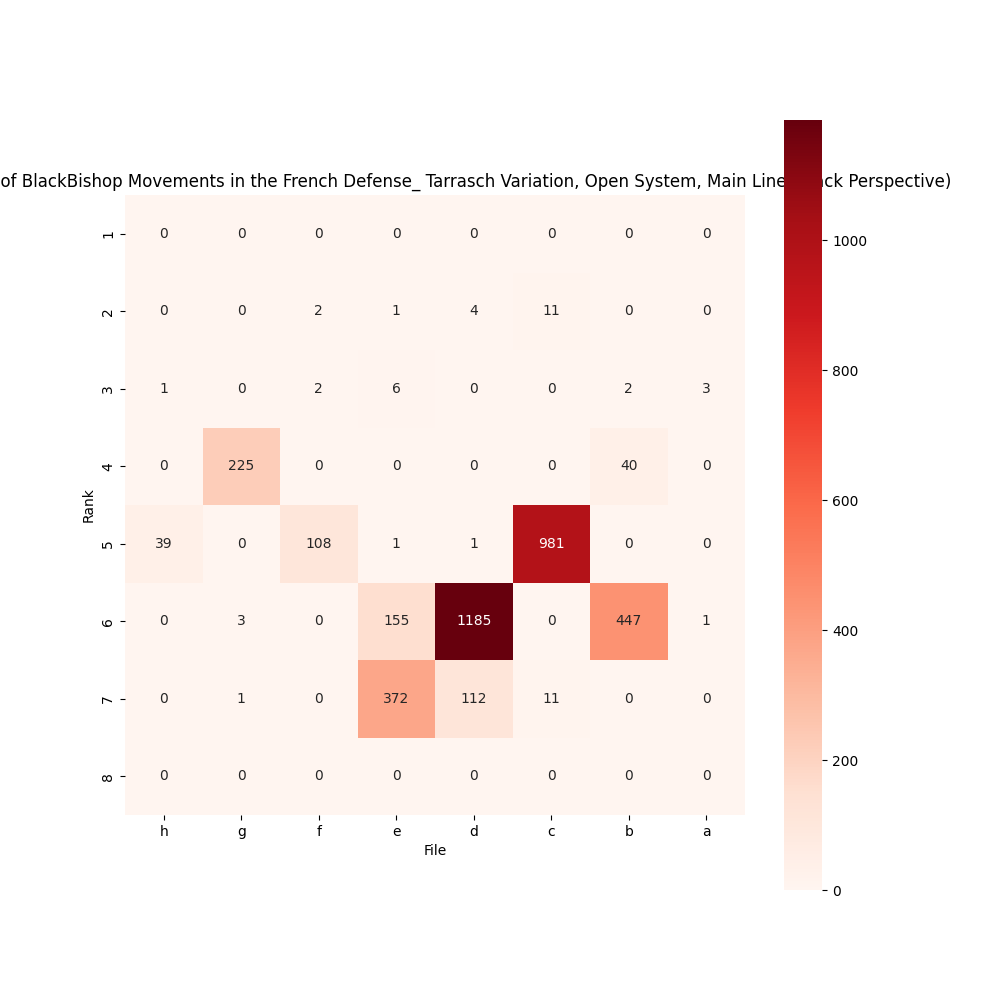 of BlackBishop Movements in the French Defense_ Tarrasch Variation, Open System, Main Line Perspective)
1 0 0 0 0 0 0 0 0
2 0 0 2 1 4 11 0 0
3 1 0 2 6 0 0 2 3
4 0 225 0 0 0 0 40 0
5 39 0 108 1 1 981 0 0
6 0 3 0 155 1185 0 447 1
7 0 1 0 372 112 11 0 0
8 0 0 0 0 0 0 0 0
h g f e d c b a
File
Rank
1000
800
600
400
200
0